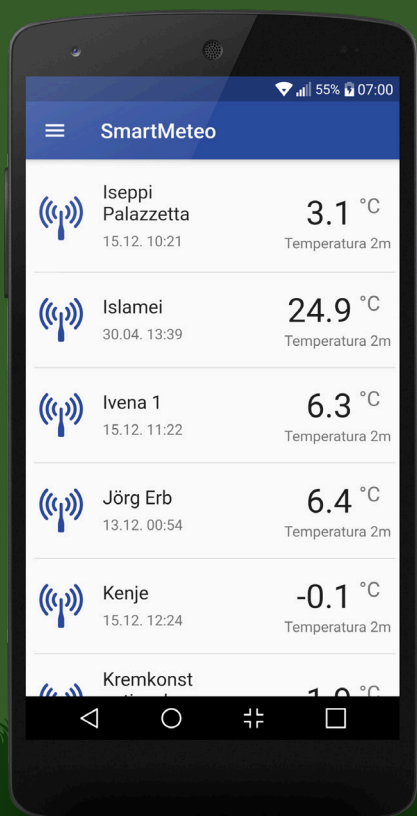 55% 07:00
SmartMeteo
Iseppi
Palazzetta
3.1 °C
15.12. 10:21
Temperatura 2m
Islamei
24.9 °C
30.04. 13:39
Temperatura 2m
Ivena 1
6.3 °C
15.12. 11:22
Temperatura 2m
Jörg Erb
6.4 °C
13.12. 00:54
Temperatura 2m
Kenje
-0.1 °C
15.12. 12:24
Temperatura 2m
Kremkonst
°C